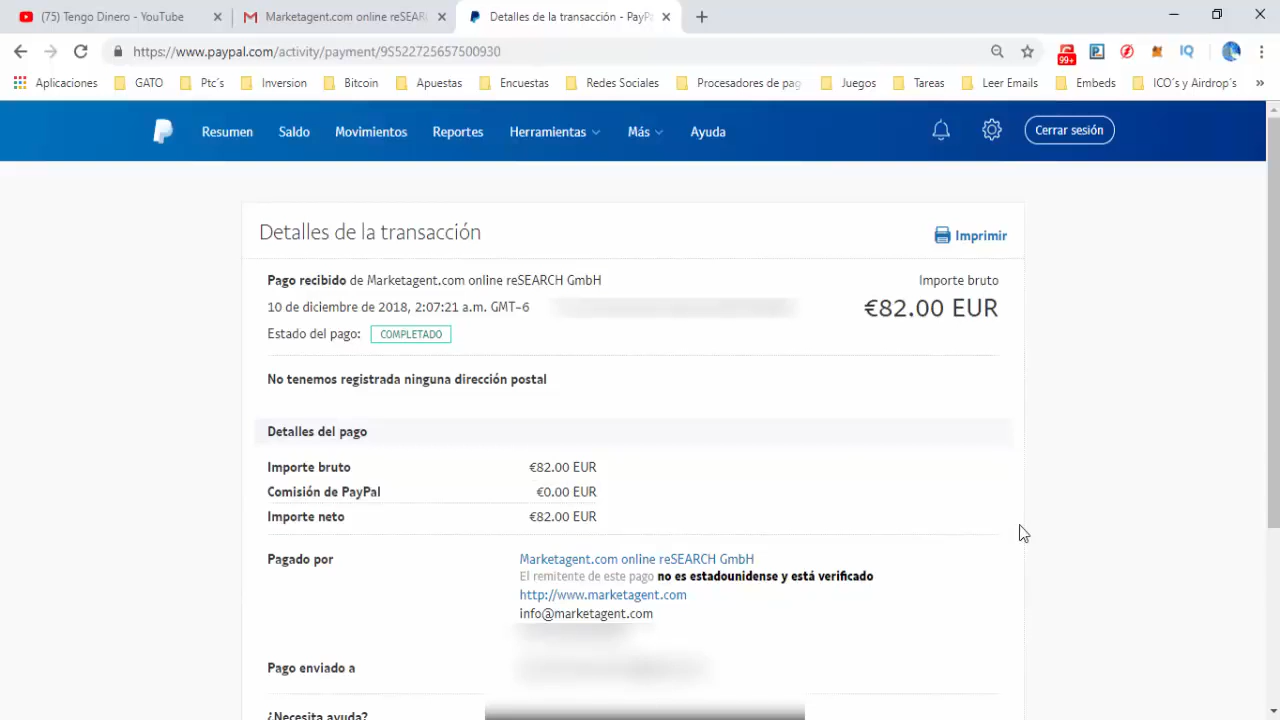 (75) Tengo Dinero - YouTube
Marketagent.com online reSEAR
Detalles de la transacción - PayPa
https://www.paypal.com/activity/payment/9S522725657500930
99+
IQ
Aplicaciones
GATO
Ptc´s
Inversion
Bitcoin
Apuestas
Encuestas
Redes Sociales
Procesadores de pag
Juegos
Tareas
Leer Emails
Embeds
ICO´s y Airdrop´s
Resumen
Saldo
Movimientos
Reportes
Herramientas
Más
Ayuda
Cerrar sesión
Detalles de la transacción
Imprimir
Pago recibido de Marketagent.com online reSEARCH GmbH
Importe bruto
10 de diciembre de 2018, 2:07:21 a.m. GMT-6
€82.00 EUR
Estado del pago: COMPLETADO
No tenemos registrada ninguna dirección postal
Detalles del pago
Importe bruto €82.00 EUR
Comisión de PayPal €0.00 EUR
Importe neto €82.00 EUR
Pagado por Marketagent.com online reSEARCH GmbH
El remitente de este pago no es estadounidense y está verificado
http://www.marketagent.com
info@marketagent.com
Pago enviado a
¿Necesita ayuda?